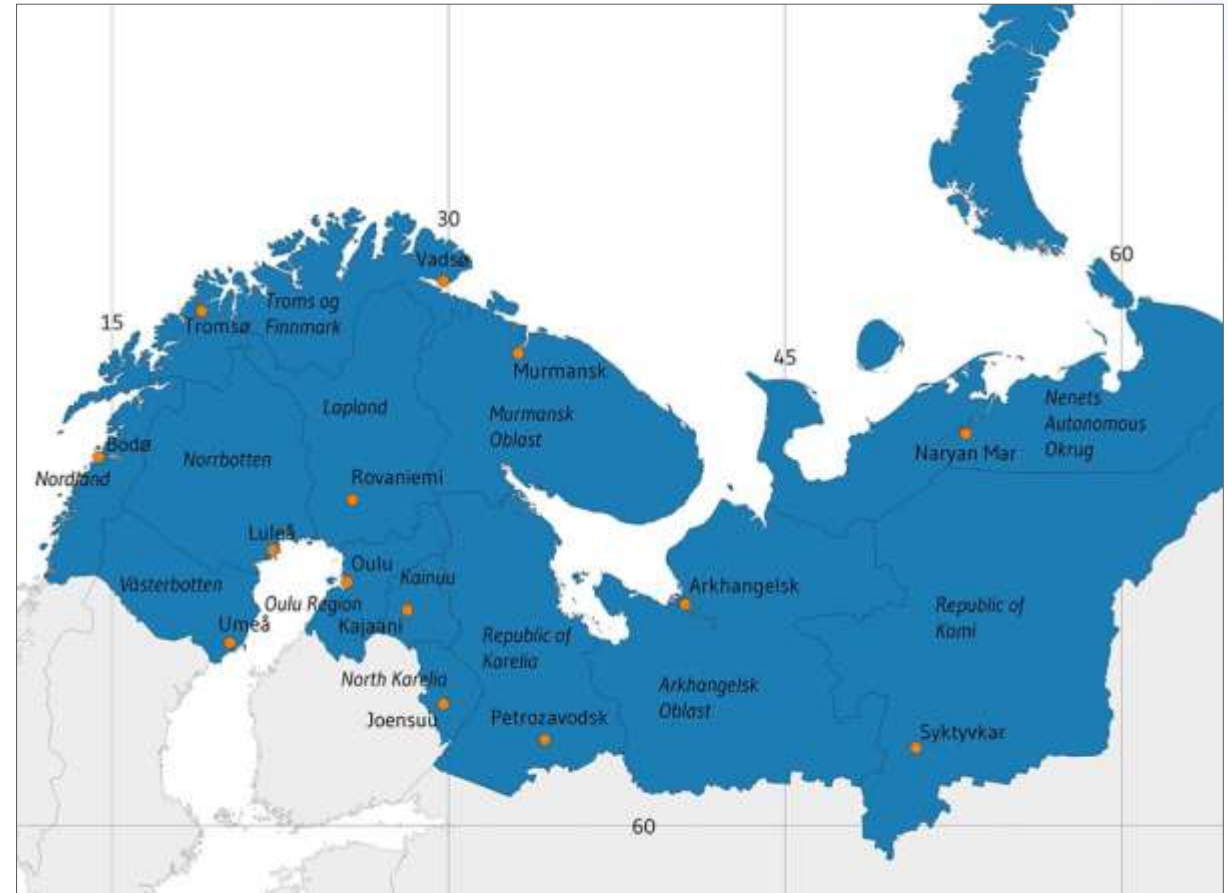 30
Vadsø
60
Troms og
Finnmark
Tromsø
15
45
Murmansk
Lapland
Murmansk
Oblast
Nenets
Autonomous
Okrug
Bodø
Norrbotten
Naryan Mar
Nordland
Rovaniemi
Luleå
Oulu
Kainuu
Västerbotten
Arkhangelsk
Oulu Region
Republic of
Komi
Umeå
Kajaani
Republic of
Karelia
North Karelia
Arkhangelsk
Oblast
Joensuu
Petrozavodsk
Syktyvkar
60